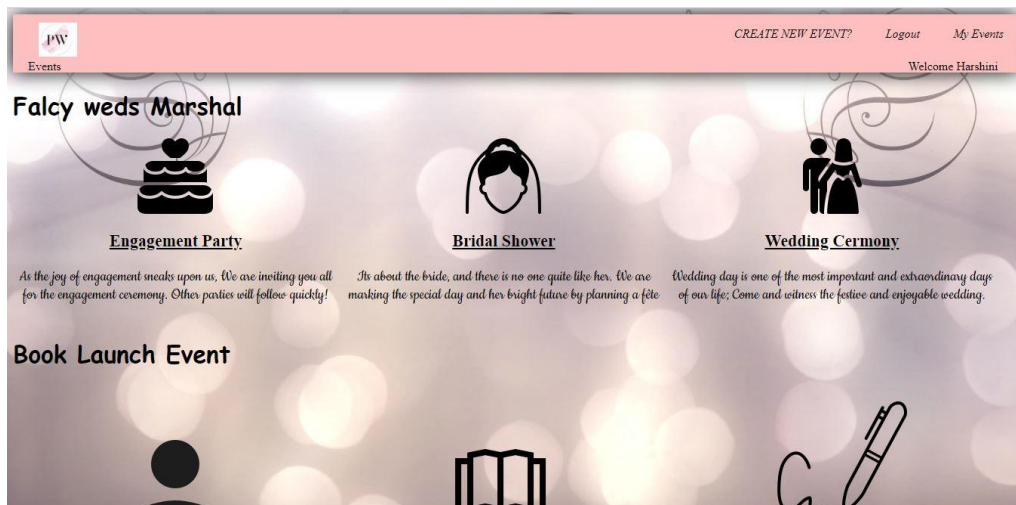 PW
CREATE NEW EVENT? Logout My Events
Events Welcome Harshini
Falcy weds Marshal
Engagement Party Bridal Shower Wedding Cermony
As the joy of engagement sneaks upon us, We are inviting you all
for the engagement ceremony. Other parties will follow quickly!
Its about the bride, and there is no one quite like her. We are
marking the special day and her bright future by planning a fête
Wedding day is one of the most important and extraordinary days
of our life; Come and witness the festive and enjoyable wedding.
Book Launch Event